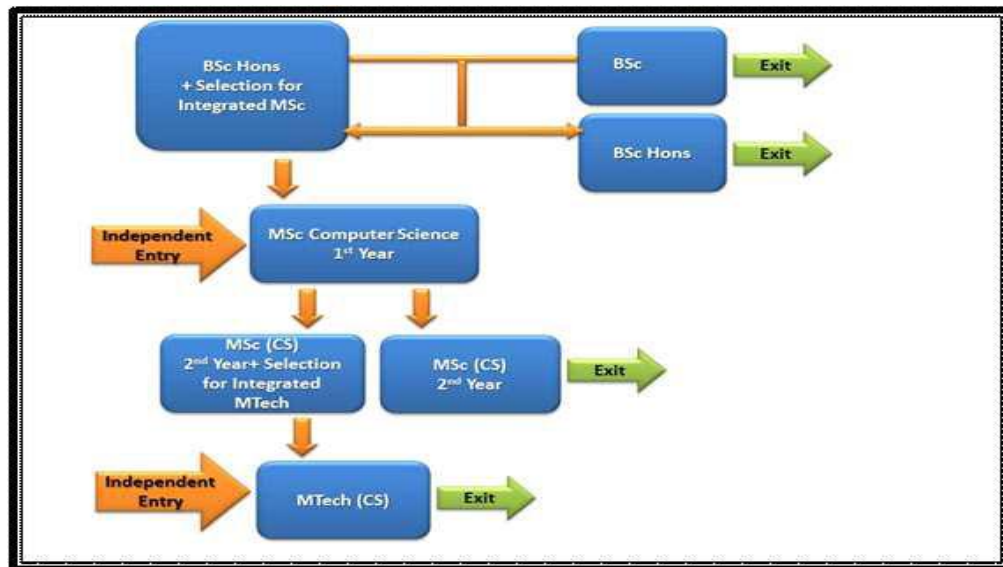 BSc Hons
+ Selection for
Integrated MSc
BSc
Exit
BSc Hons
Exit
Independent
Entry
MSc Computer Science
1st Year
MSc (CS)
2nd Year+ Selection
for Integrated
MTech
MSc (CS)
2nd Year
Exit
Independent
Entry
MTech (CS)
Exit